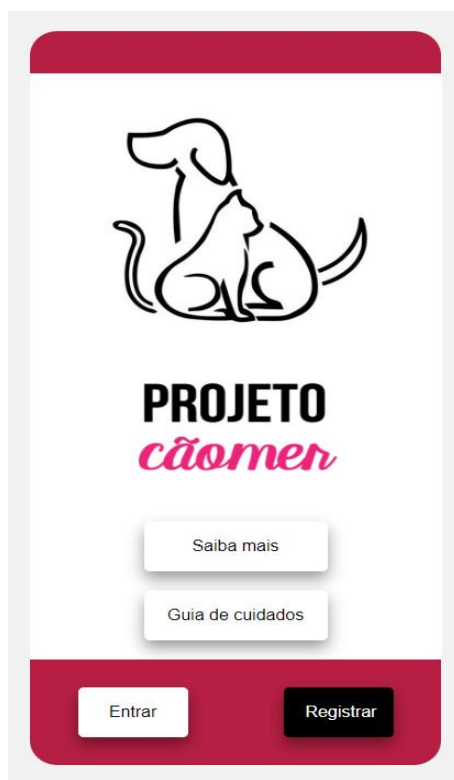 PROJETO
cãomer
Saiba mais
Guia de cuidados
Entrar
Registrar